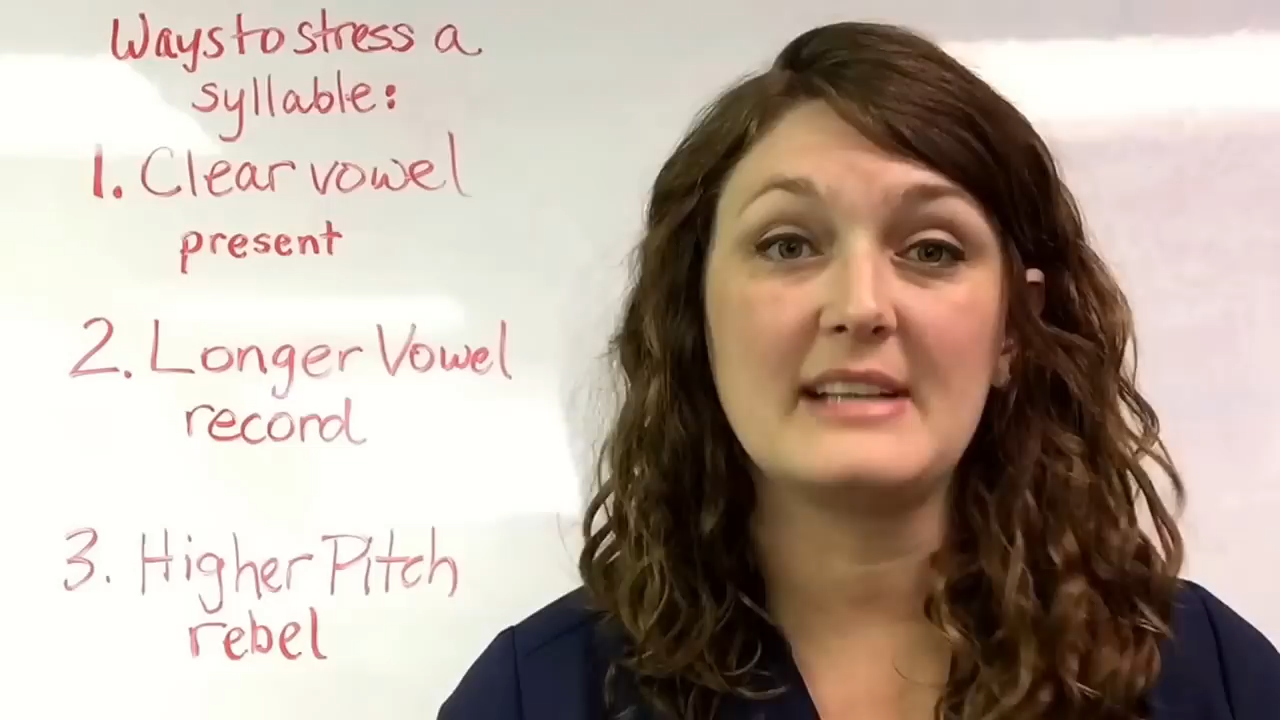 Ways to stress a
syllable:
1. Clear vowel
present
2. Longer Vowel
record
3. Higher Pitch
rebel